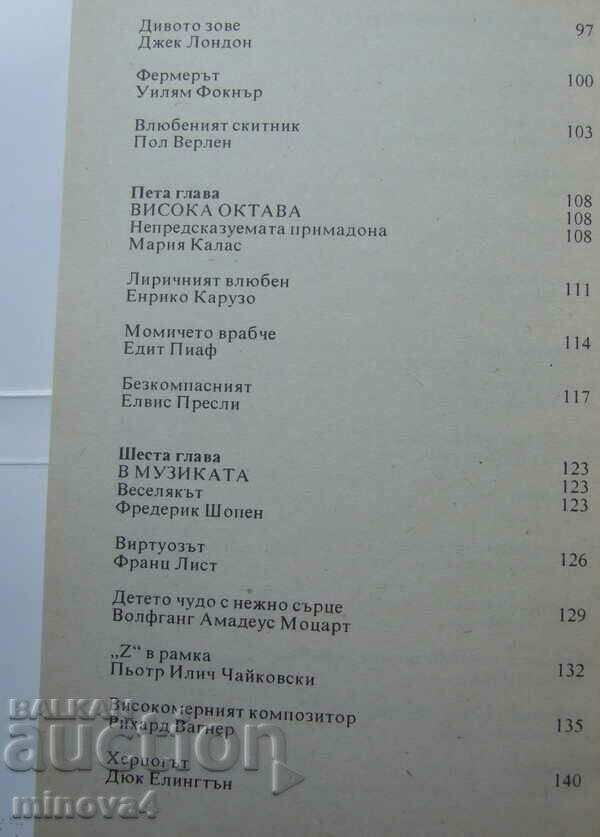 Дивото зове 97
Джек Лондон
Фермерът 100
Уилям Фокнър
Влюбеният скитник 103
Пол Верлен
Пета глава 108
ВИСОКА ОКТАВА 108
Непредсказуемата примадона 108
Мария Калас
Лиричният влюбен 111
Енрико Карузо
Момичето врабче 114
Едит Пиаф
Безкомпасният 117
Елвис Пресли
Шеста глава 123
В МУЗИКАТА 123
Веселякът 123
Фредерик Шопен
Виртуозът 126
Франц Лист
Детето чудо с нежно сърце 129
Волфганг Амадеус Моцарт
„Z“ в рамка 132
Пьотр Илич Чайковски
Високомерният композитор 135
Рихард Вагнер
Херцогът 140
Дюк Елингтън
BALKAN
auction
minova4